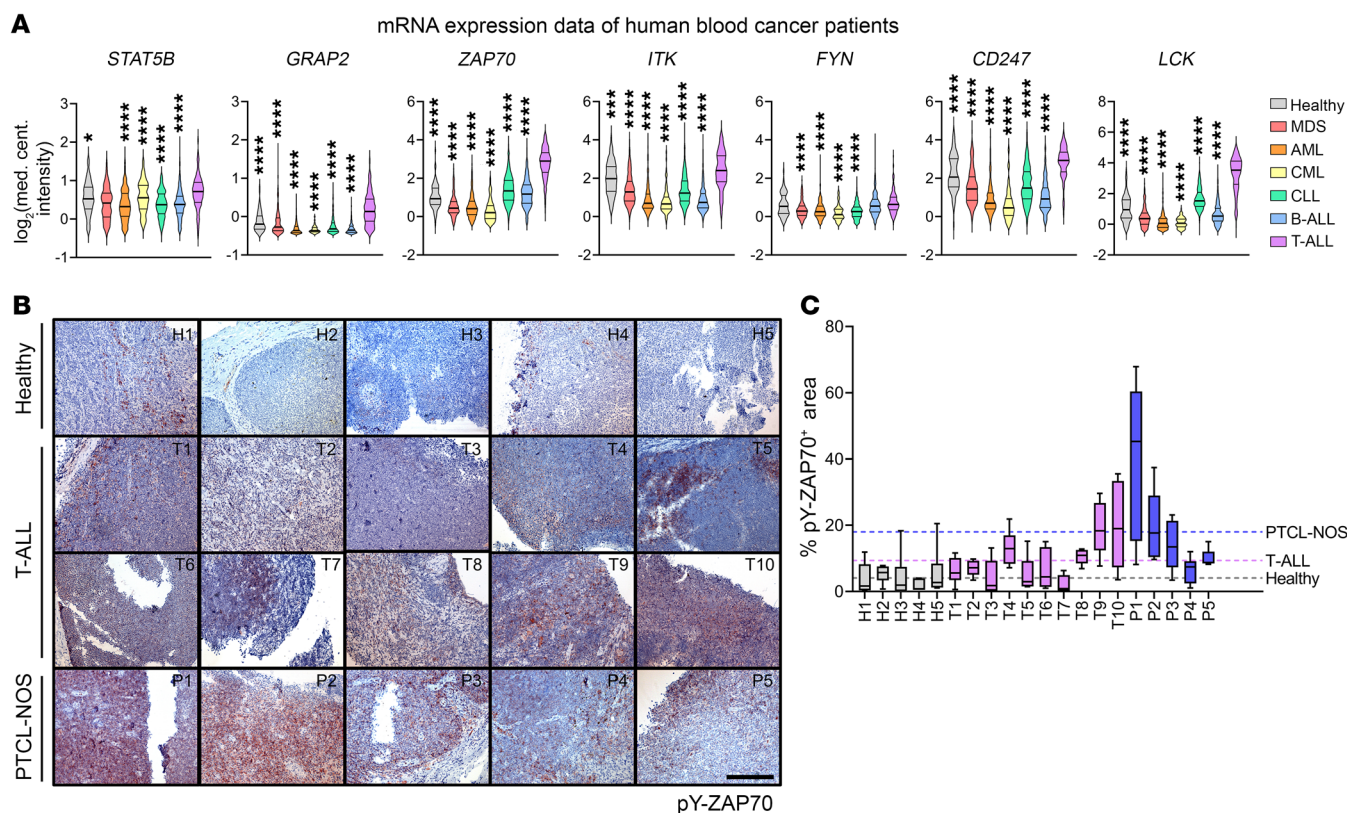 A
mRNA expression data of human blood cancer patients
STAT5B GRAP2 ZAP70 ITK FYN CD247 LCK
log2(med. cent.
intensity)
3
2
1
0
-1
* **** **** **** ****
3
2
1
0
-1
**** **** **** **** **** ****
6
4
2
0
-2
**** **** **** **** **** ****
6
4
2
0
-2
*** **** **** **** **** ****
6
4
2
0
-2
**** **** **** ****
6
4
2
0
-2
**** **** **** **** **** ****
8
6
4
2
0
-2
**** **** **** **** **** ****
Healthy
MDS
AML
CML
CLL
B-ALL
T-ALL
B
Healthy
H1 H2 H3 H4 H5
T-ALL
T1 T2 T3 T4 T5
T6 T7 T8 T9 T10
PTCL-NOS
P1 P2 P3 P4 P5
pY-ZAP70
C
% pY-ZAP70+ area
80
60
40
20
0
PTCL-NOS
T-ALL
Healthy
H1 H2 H3 H4 H5 T1 T2 T3 T4 T5 T6 T7 T8 T9 T10 P1 P2 P3 P4 P5